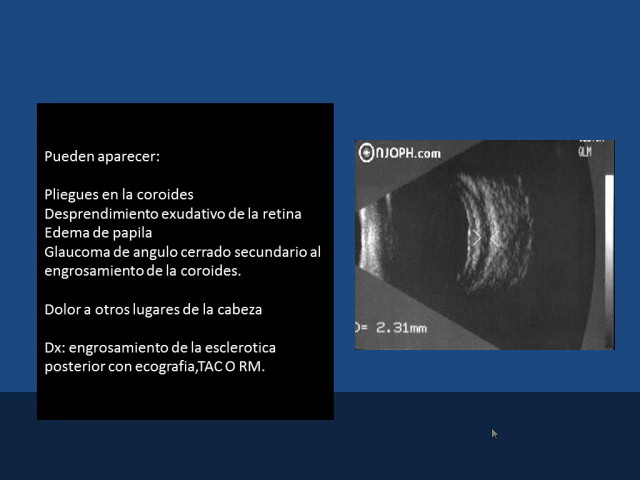 Pueden aparecer:
Pliegues en la coroides
Desprendimiento exudativo de la retina
Edema de papila
Glaucoma de angulo cerrado secundario al
engrosamiento de la coroides.
Dolor a otros lugares de la cabeza
Dx: engrosamiento de la esclerotica
posterior con ecografia,TAC O RM.
NJOPH.com
GLM
D= 2.31mm